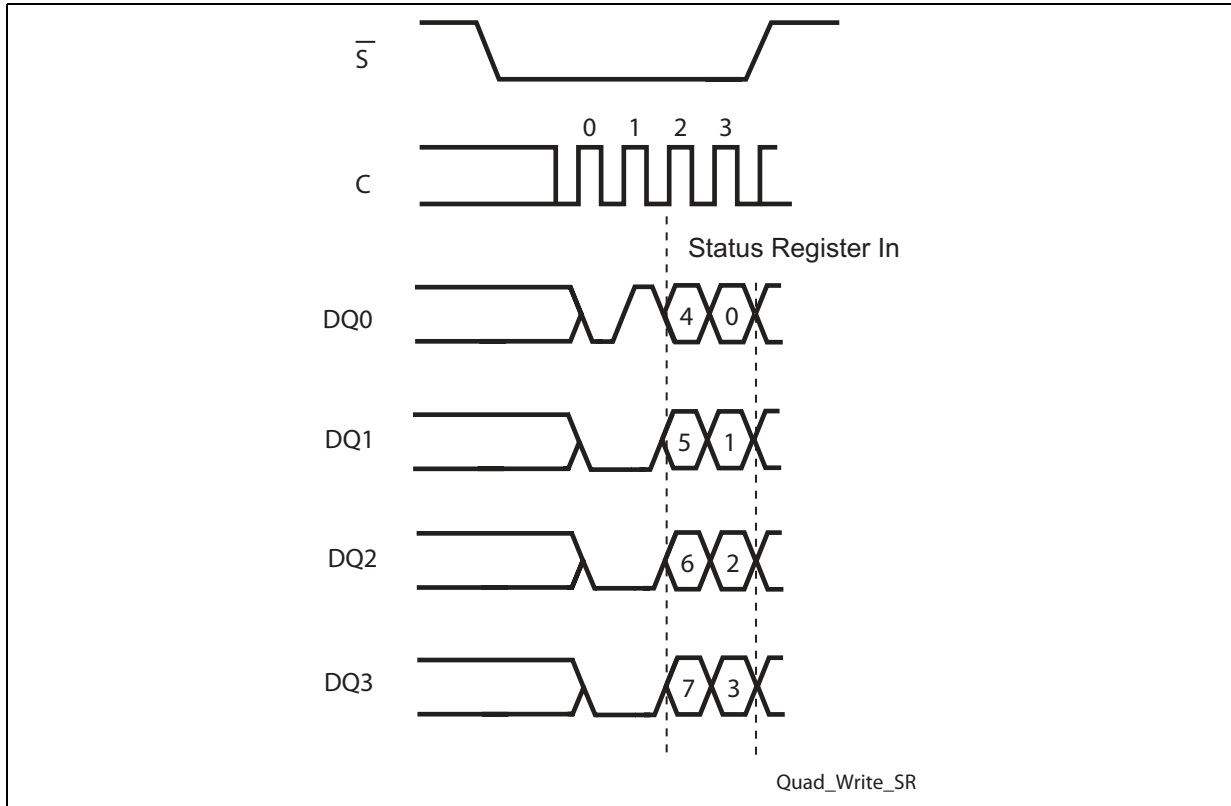 S̅
0 1 2 3
C
Status Register In
DQ0 4 0
DQ1 5 1
DQ2 6 2
DQ3 7 3
Quad_Write_SR